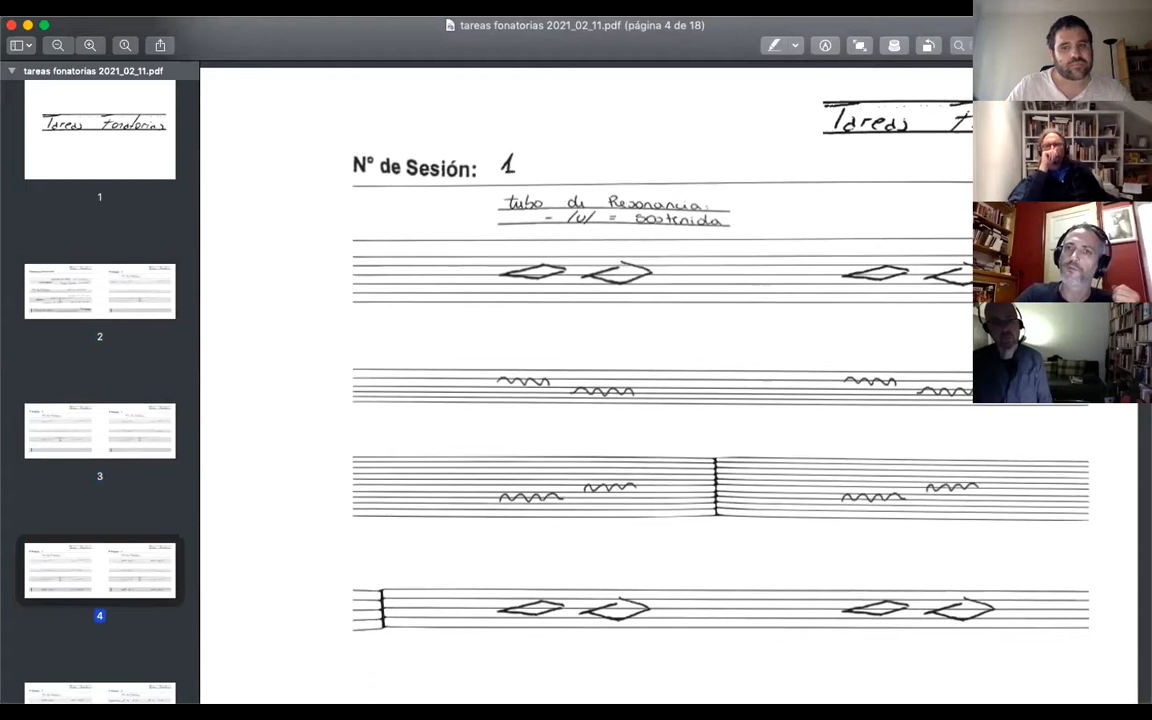 tareas fonatorias 2021_02_11.pdf (página 4 de 18)
tareas fonatorias 2021_02_11.pdf
Tareas Fonatorias
1
2
3
4
Tareas
Nº de Sesión: 1
tubo de Resonancia:
- /u/ = sostenida